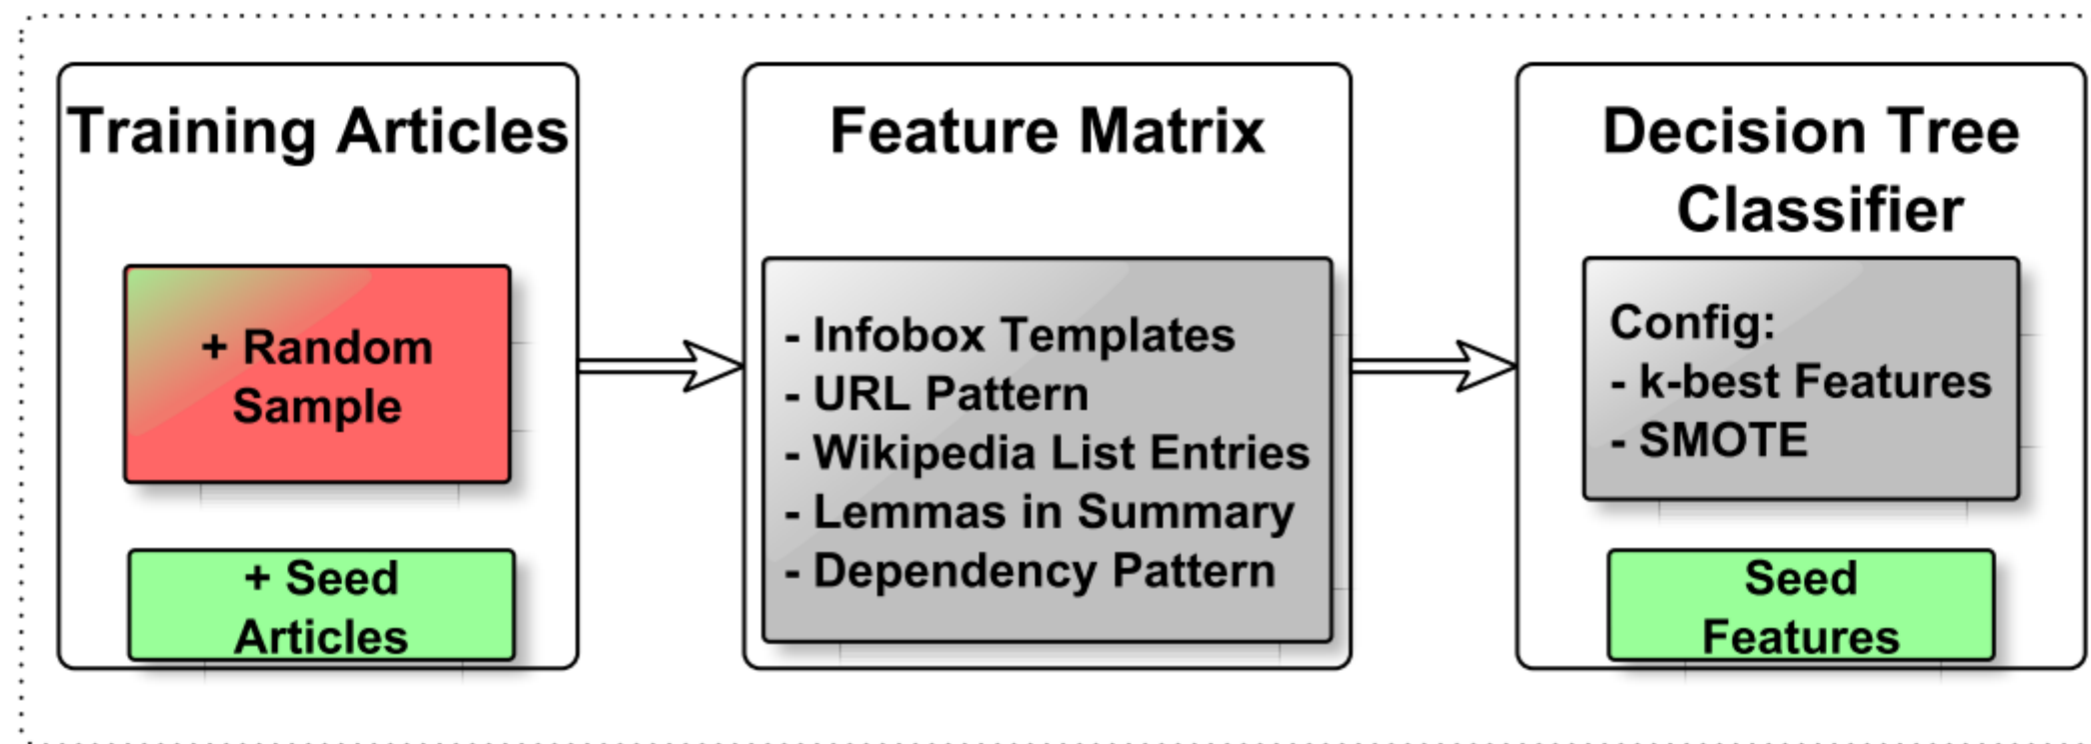 Training Articles
+ Random
Sample
+ Seed
Articles
Feature Matrix
- Infobox Templates
- URL Pattern
- Wikipedia List Entries
- Lemmas in Summary
- Dependency Pattern
Decision Tree
Classifier
Config:
- k-best Features
- SMOTE
Seed
Features